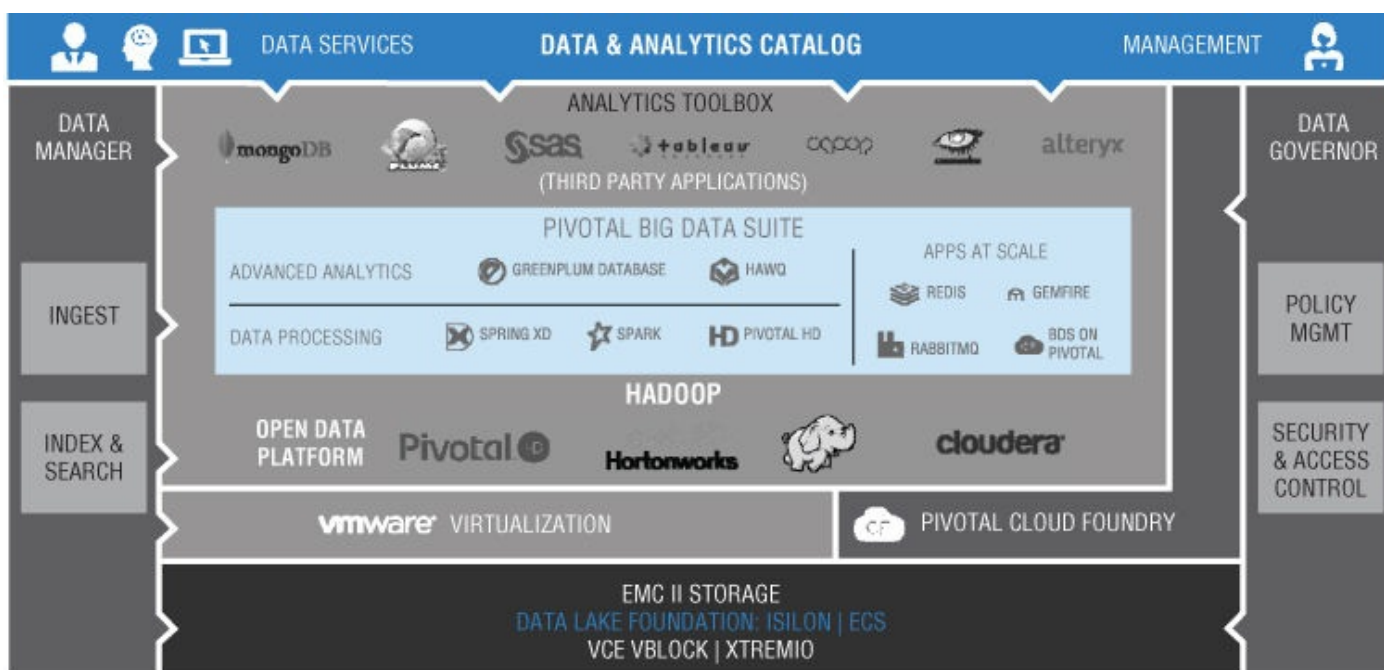 DATA SERVICES
DATA & ANALYTICS CATALOG
MANAGEMENT
DATA
MANAGER
INGEST
INDEX &
SEARCH
ANALYTICS TOOLBOX
mongoDB
FLUME
sas
tableau
alteryx
(THIRD PARTY APPLICATIONS)
PIVOTAL BIG DATA SUITE
ADVANCED ANALYTICS
GREENPLUM DATABASE
HAWQ
DATA PROCESSING
SPRING XD
SPARK
HD PIVOTAL HD
APPS AT SCALE
REDIS
GEMFIRE
RABBITMQ
BDS ON
PIVOTAL
HADOOP
OPEN DATA
PLATFORM
Pivotal HD
Hortonworks
cloudera
vmware VIRTUALIZATION
CF PIVOTAL CLOUD FOUNDRY
EMC II STORAGE
DATA LAKE FOUNDATION: ISILON | ECS
VCE VBLOCK | XTREMIO
DATA
GOVERNOR
POLICY
MGMT
SECURITY
& ACCESS
CONTROL